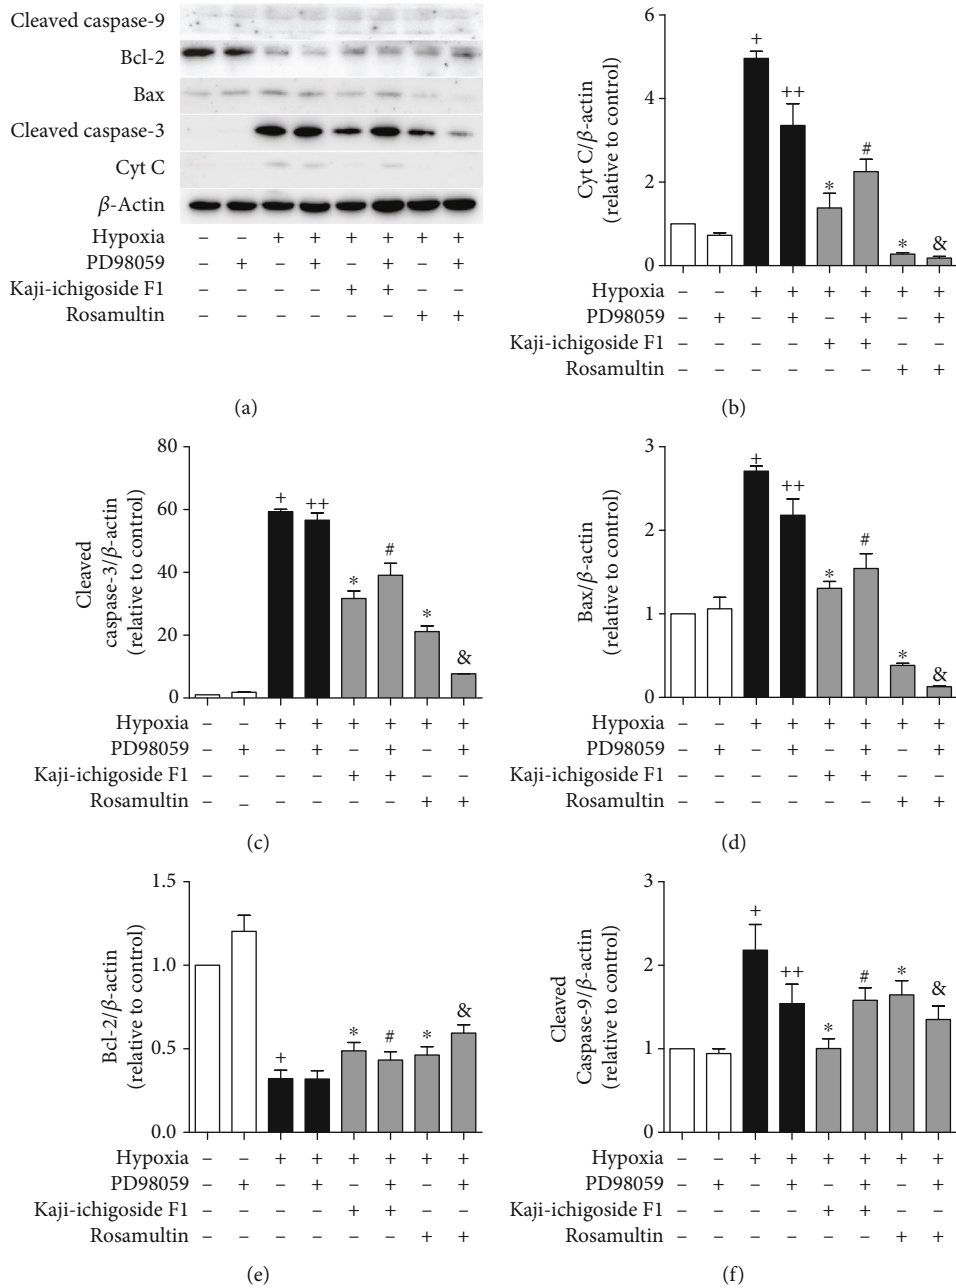 Cleaved caspase-9
Bcl-2
Bax
Cleaved caspase-3
Cyt C
β-Actin
Hypoxia – – + + + + + +
PD98059 – + – + – + – +
Kaji-ichigoside F1 – – – – + + – –
Rosamultin – – – – – – + +
(a)
Cyt C/β-actin
(relative to control)
6
4
2
0
+
++
*
#
*
&
Hypoxia – – + + + + + +
PD98059 – + – + – + – +
Kaji-ichigoside F1 – – – – + + – –
Rosamultin – – – – – – + +
(b)
Cleaved
caspase-3/β-actin
(relative to control)
80
60
40
20
0
+
++
*
#
*
&
Hypoxia – – + + + + + +
PD98059 – + – + – + – +
Kaji-ichigoside F1 – – – – + + – –
Rosamultin – – – – – – + +
(c)
Bax/β-actin
(relative to control)
3
2
1
0
+
++
*
#
*
&
Hypoxia – – + + + + + +
PD98059 – + – + – + – +
Kaji-ichigoside F1 – – – – + + – –
Rosamultin – – – – – – + +
(d)
Bcl-2/β-actin
(relative to control)
1.5
1.0
0.5
0.0
+
*
#
*
&
Hypoxia – – + + + + + +
PD98059 – + – + – + – +
Kaji-ichigoside F1 – – – – + + – –
Rosamultin – – – – – – + +
(e)
Cleaved
Caspase-9/β-actin
(relative to control)
3
2
1
0
+
++
*
#
*
&
Hypoxia – – + + + + + +
PD98059 – + – + – + – +
Kaji-ichigoside F1 – – – – + + – –
Rosamultin – – – – – – + +
(f)